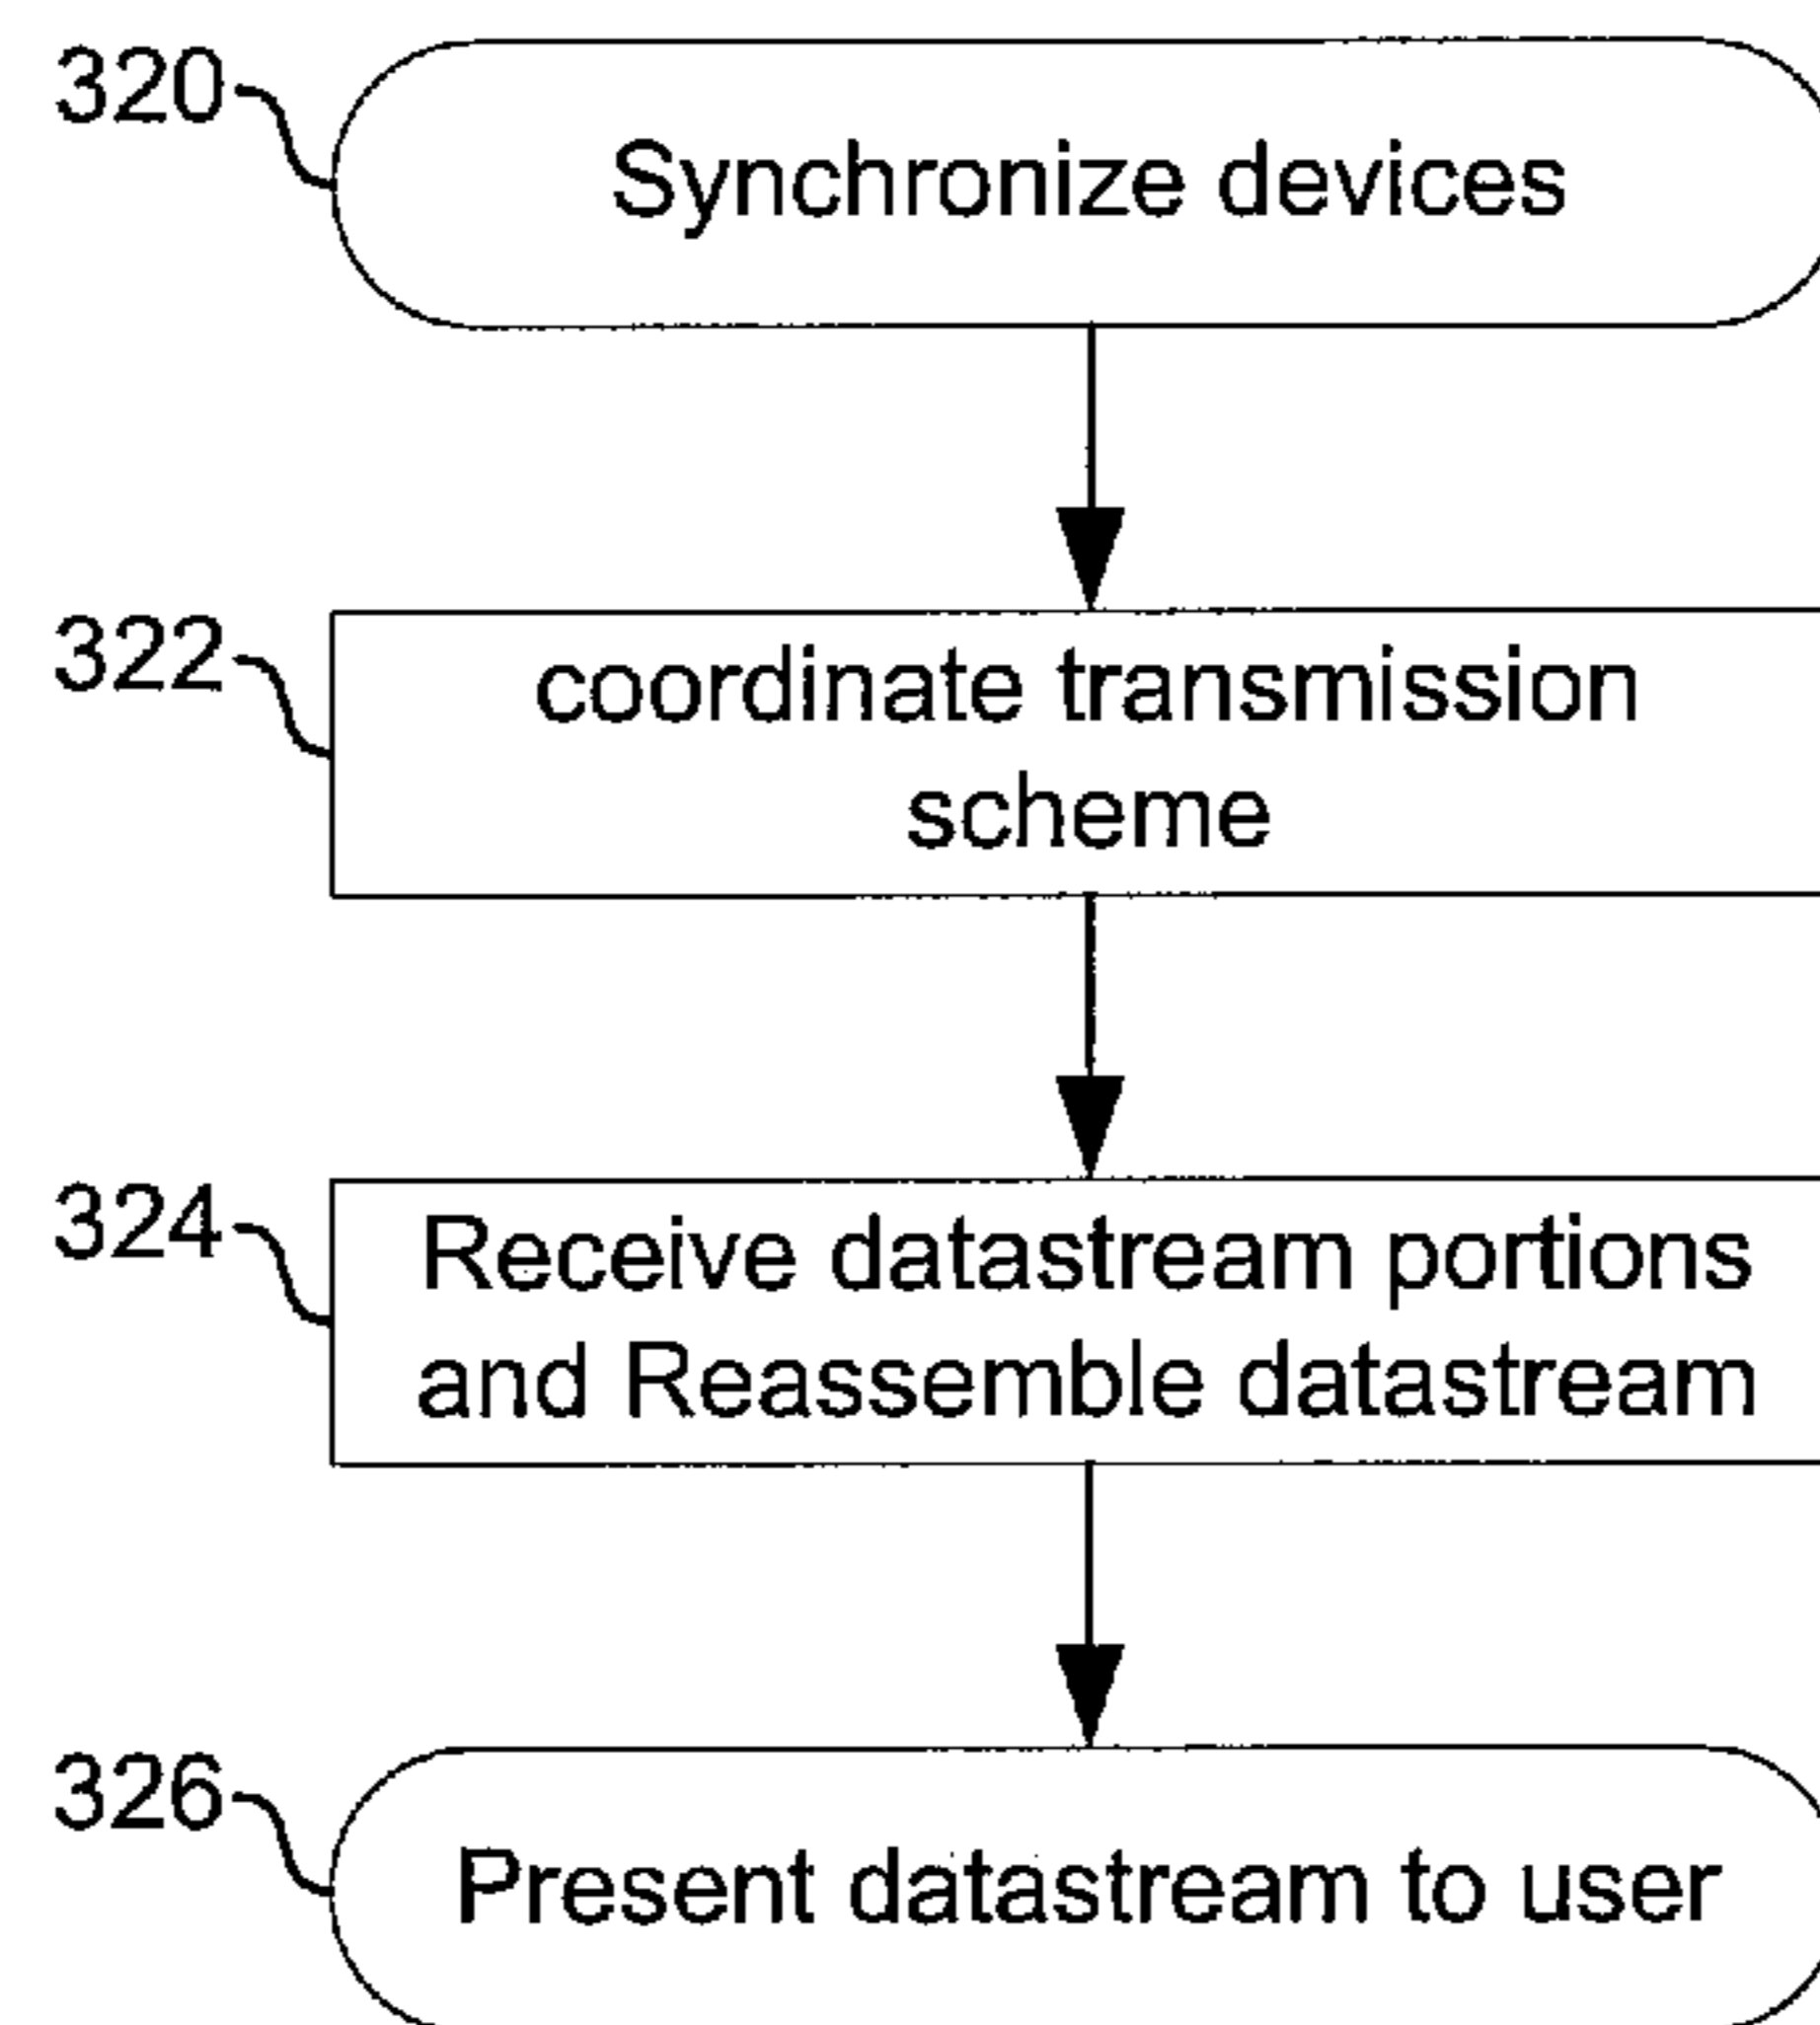 320
Synchronize devices
322
coordinate transmission
scheme
324
Receive datastream portions
and Reassemble datastream
326
Present datastream to user